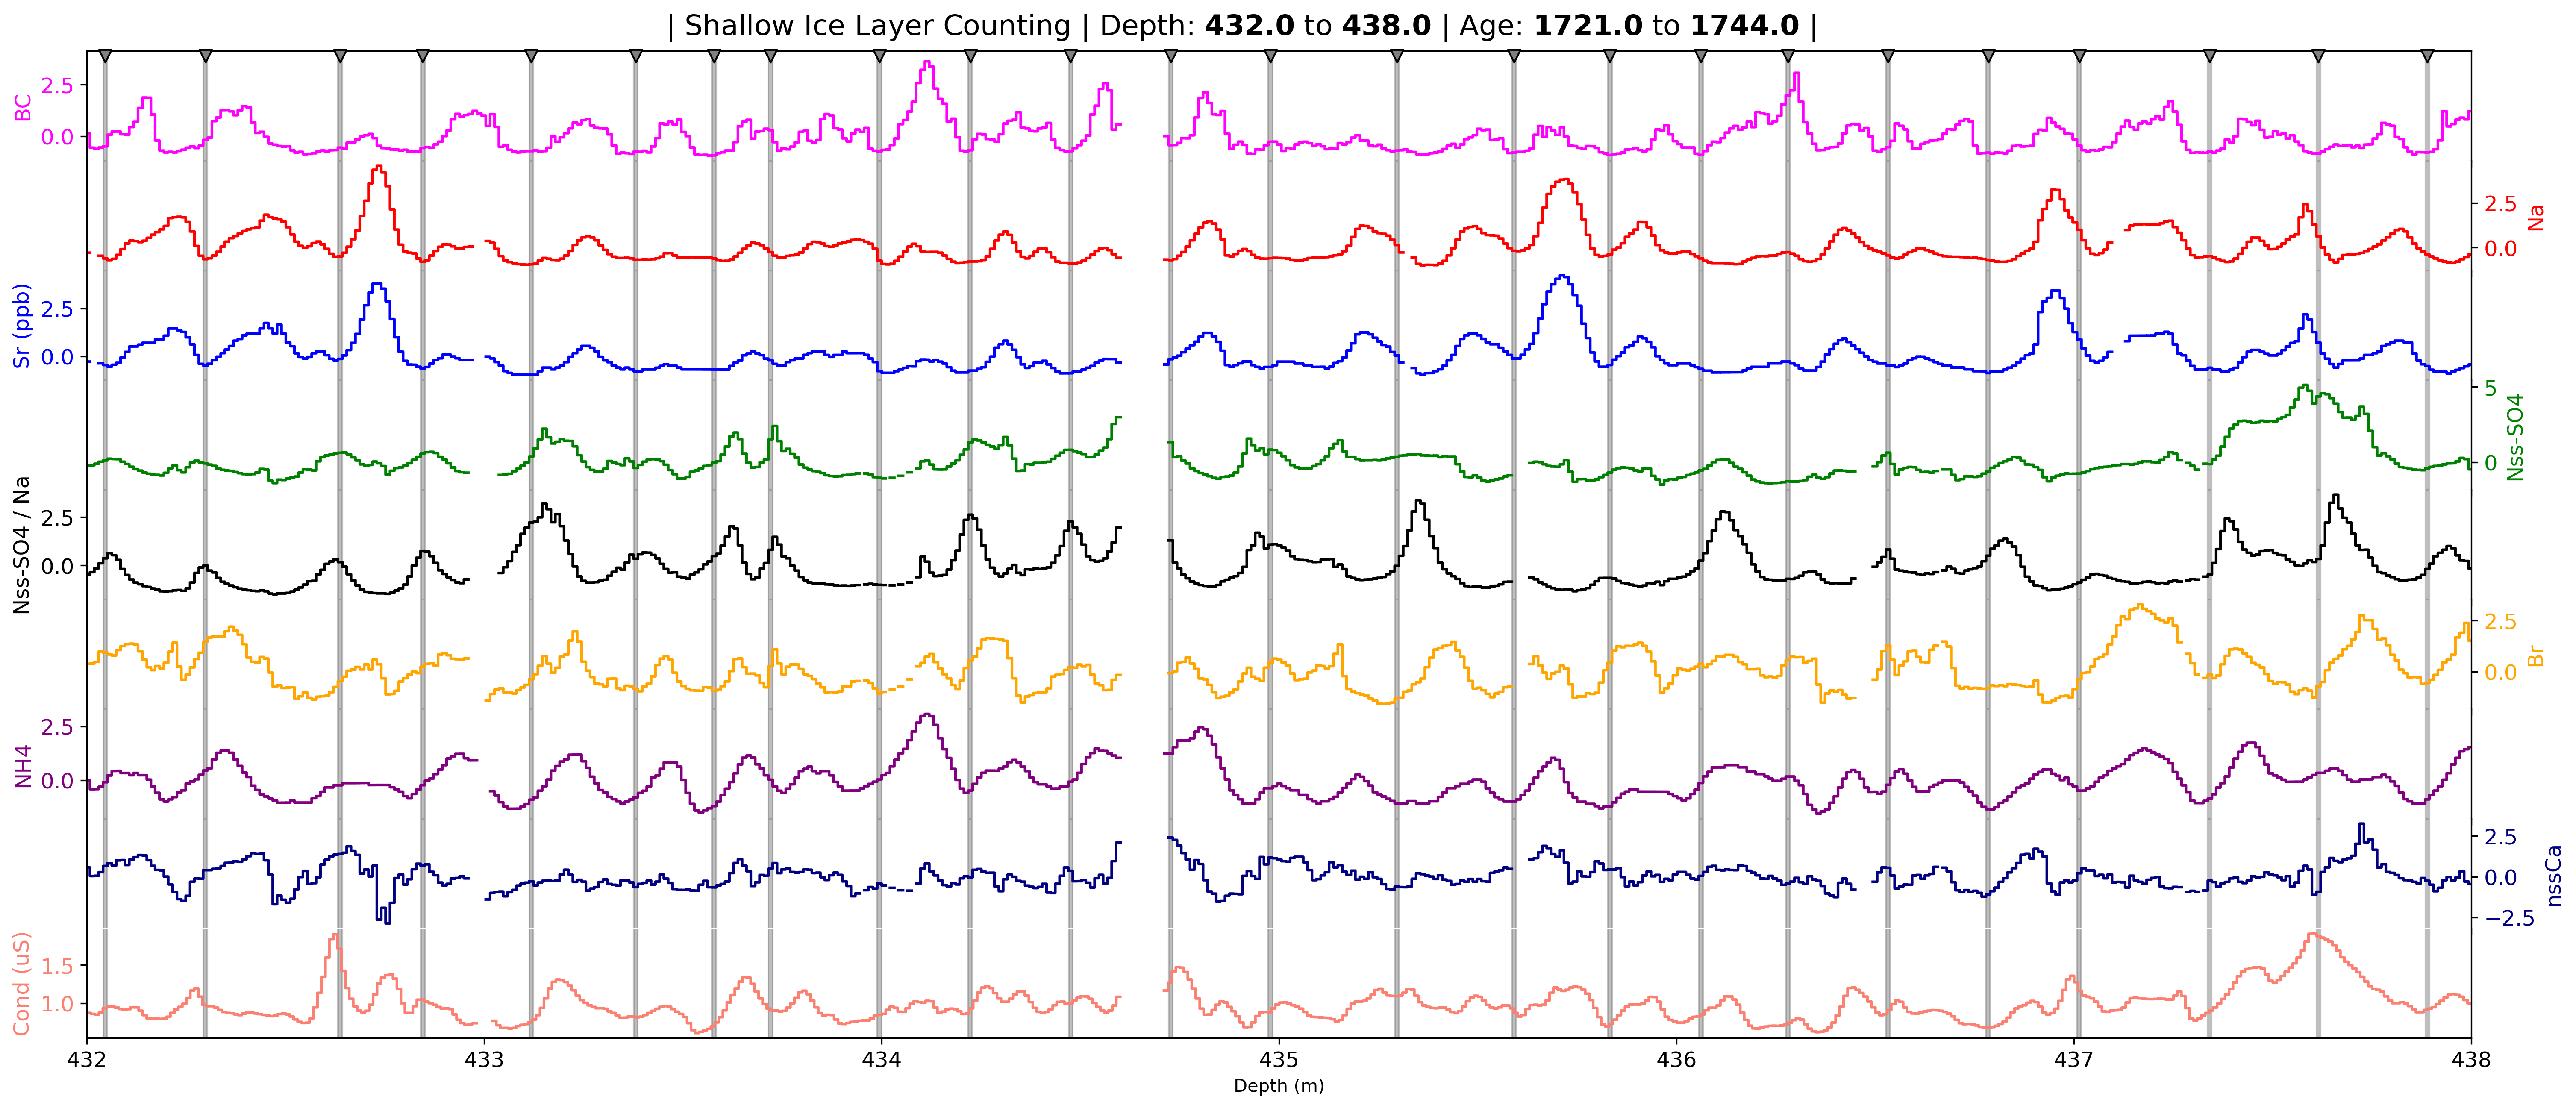 | Shallow Ice Layer Counting | Depth: 432.0 to 438.0 | Age: 1721.0 to 1744.0 |
BC
2.5
0.0
2.5
0.0
Na
Sr (ppb)
2.5
0.0
5
0
Nss-SO4
Nss-SO4 / Na
2.5
0.0
2.5
0.0
Br
NH4
2.5
0.0
2.5
0.0
−2.5
nssCa
Cond (uS)
1.5
1.0
432 433 434 435 436 437 438
Depth (m)